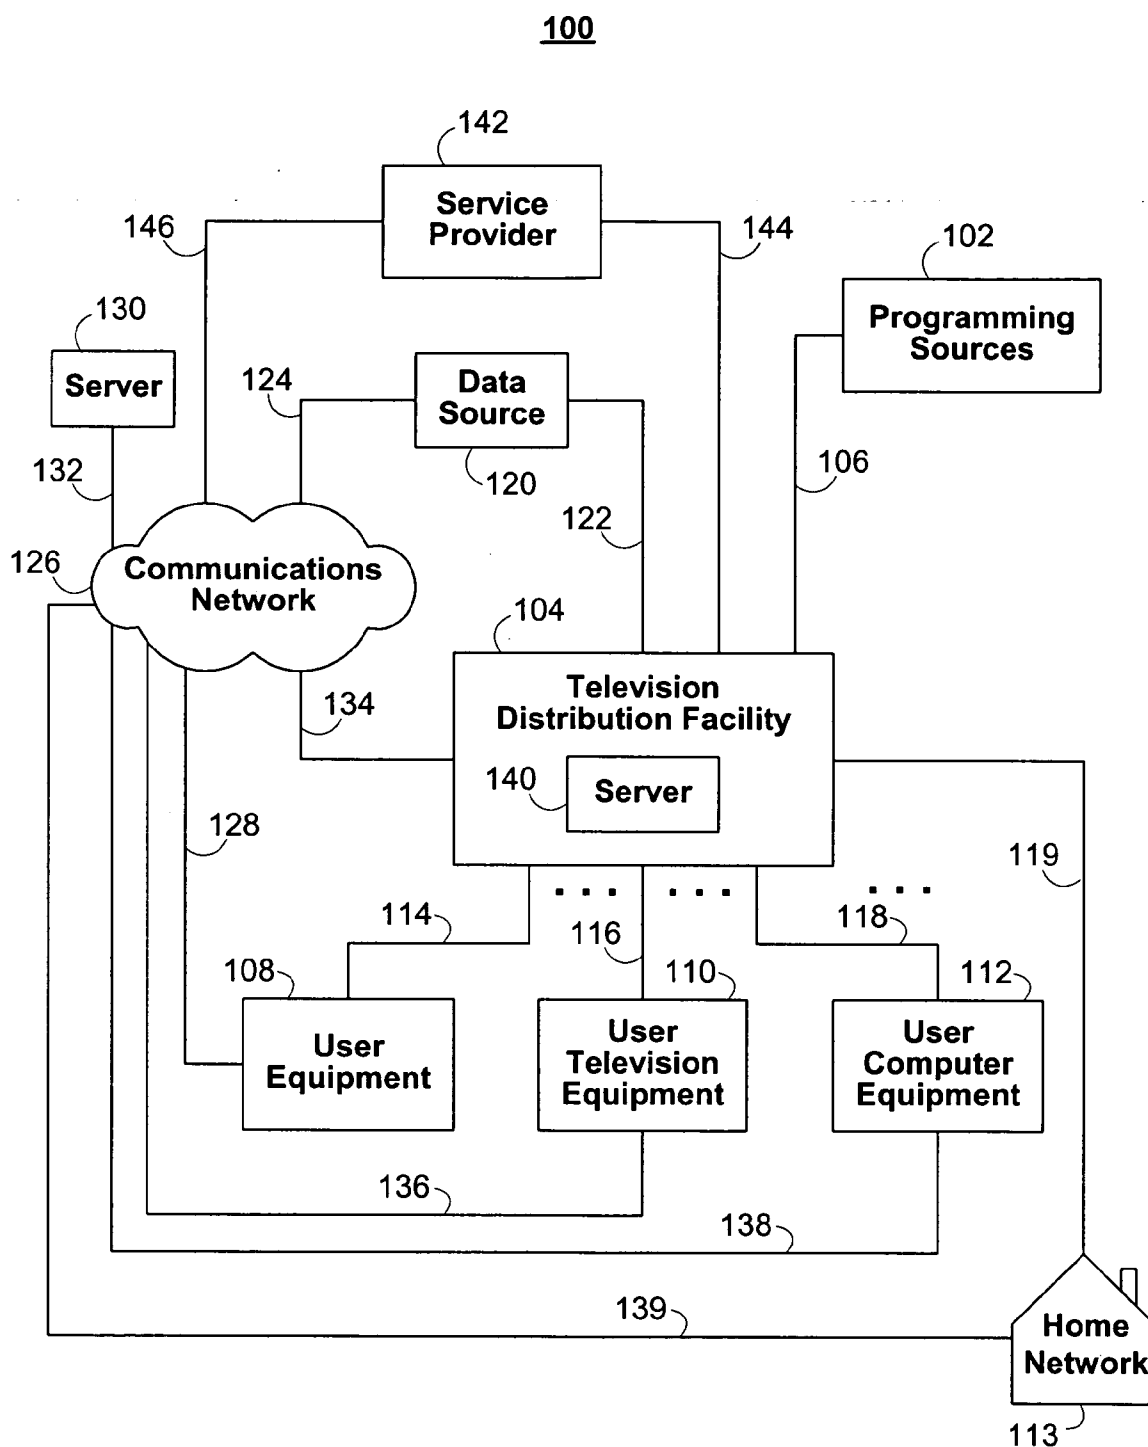 100
142
Service
Provider
146
144
102
Programming
Sources
130
Server
124
Data
Source
120
132
106
122
126
Communications
Network
104
134
Television
Distribution Facility
140
Server
128
119
114
116
118
108
110
112
User
Equipment
User
Television
Equipment
User
Computer
Equipment
136
138
139
Home
Network
113